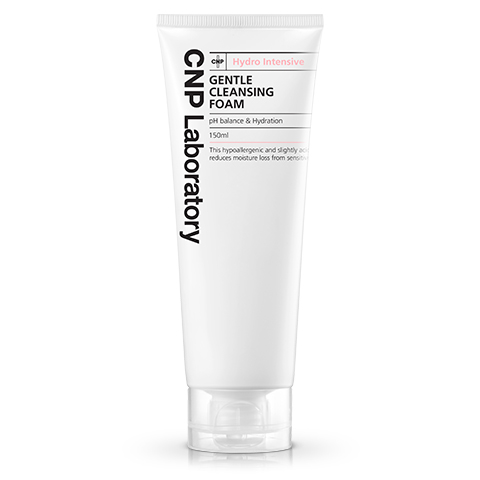 CNP Laboratory
CNP
Hydro Intensive
GENTLE
CLEANSING
FOAM
pH balance & Hydration
150ml
This hypoallergenic and slightly
reduces moisture loss from